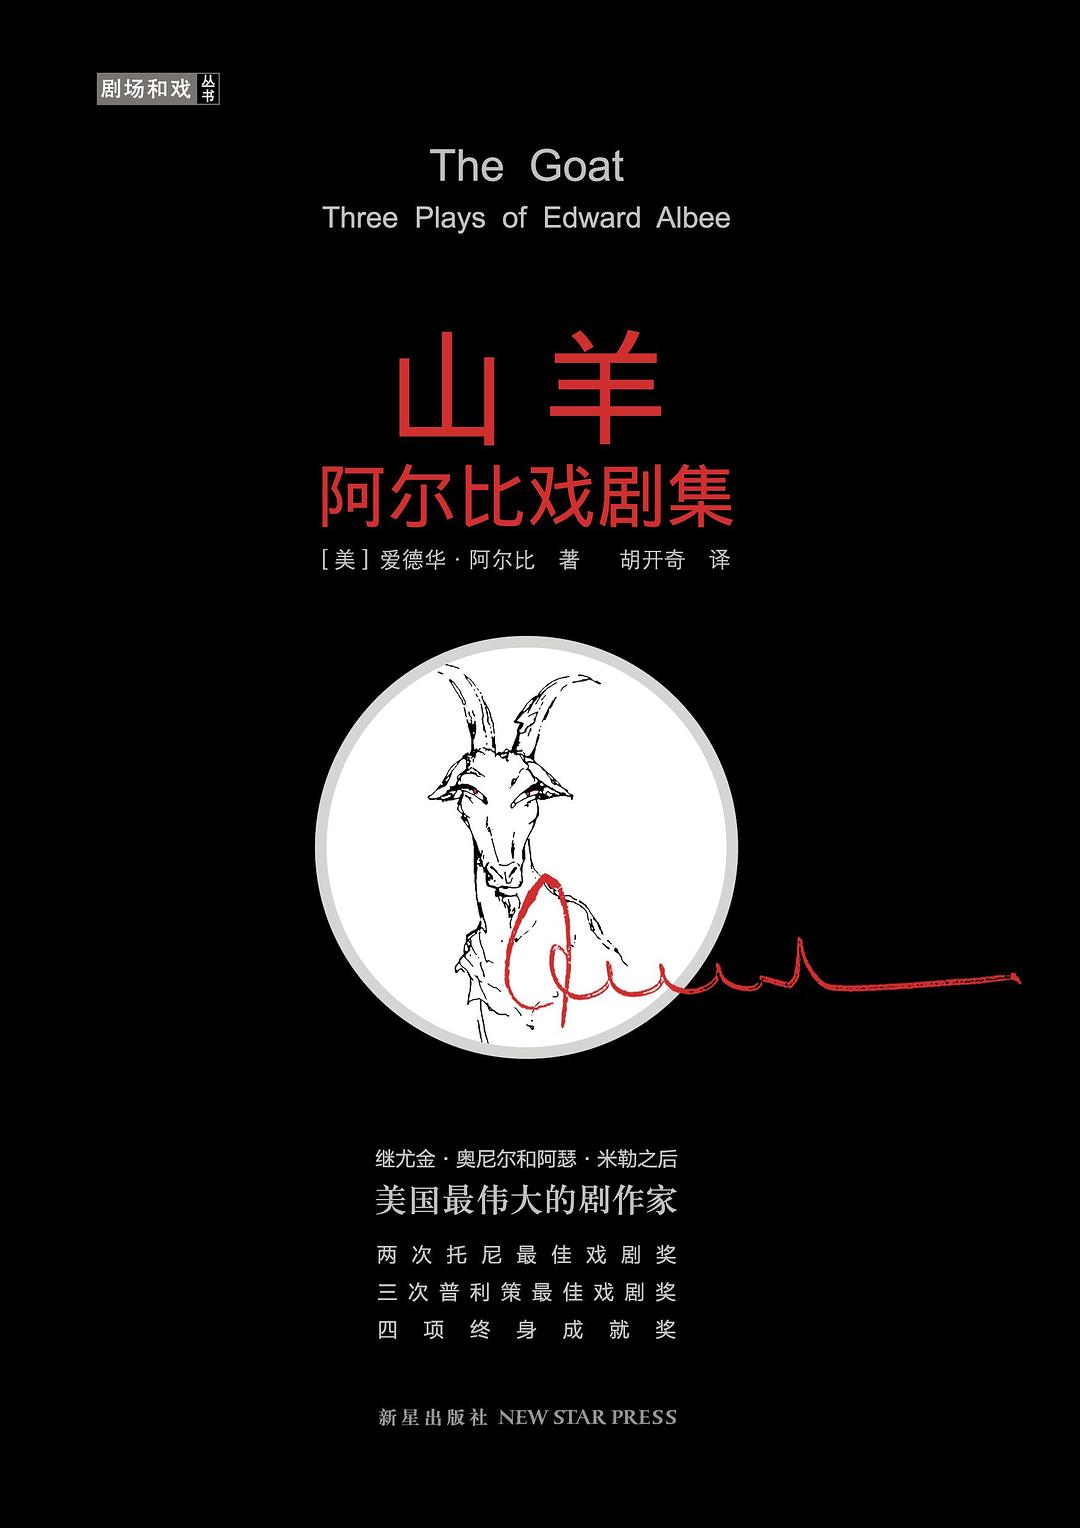 剧场和戏丛书
The Goat
Three Plays of Edward Albee
山羊
阿尔比戏剧集
[美] 爱德华·阿尔比 著 胡开奇 译
继尤金·奥尼尔和阿瑟·米勒之后
美国最伟大的剧作家
两次托尼最佳戏剧奖
三次普利策最佳戏剧奖
四项终身成就奖
新星出版社 NEW STAR PRESS